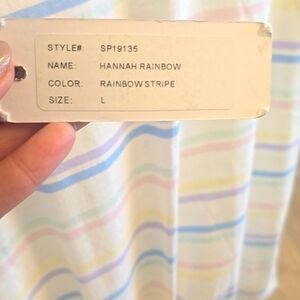 STYLE#: SP19135
NAME: HANNAH RAINBOW
COLOR: RAINBOW STRIPE
SIZE: L